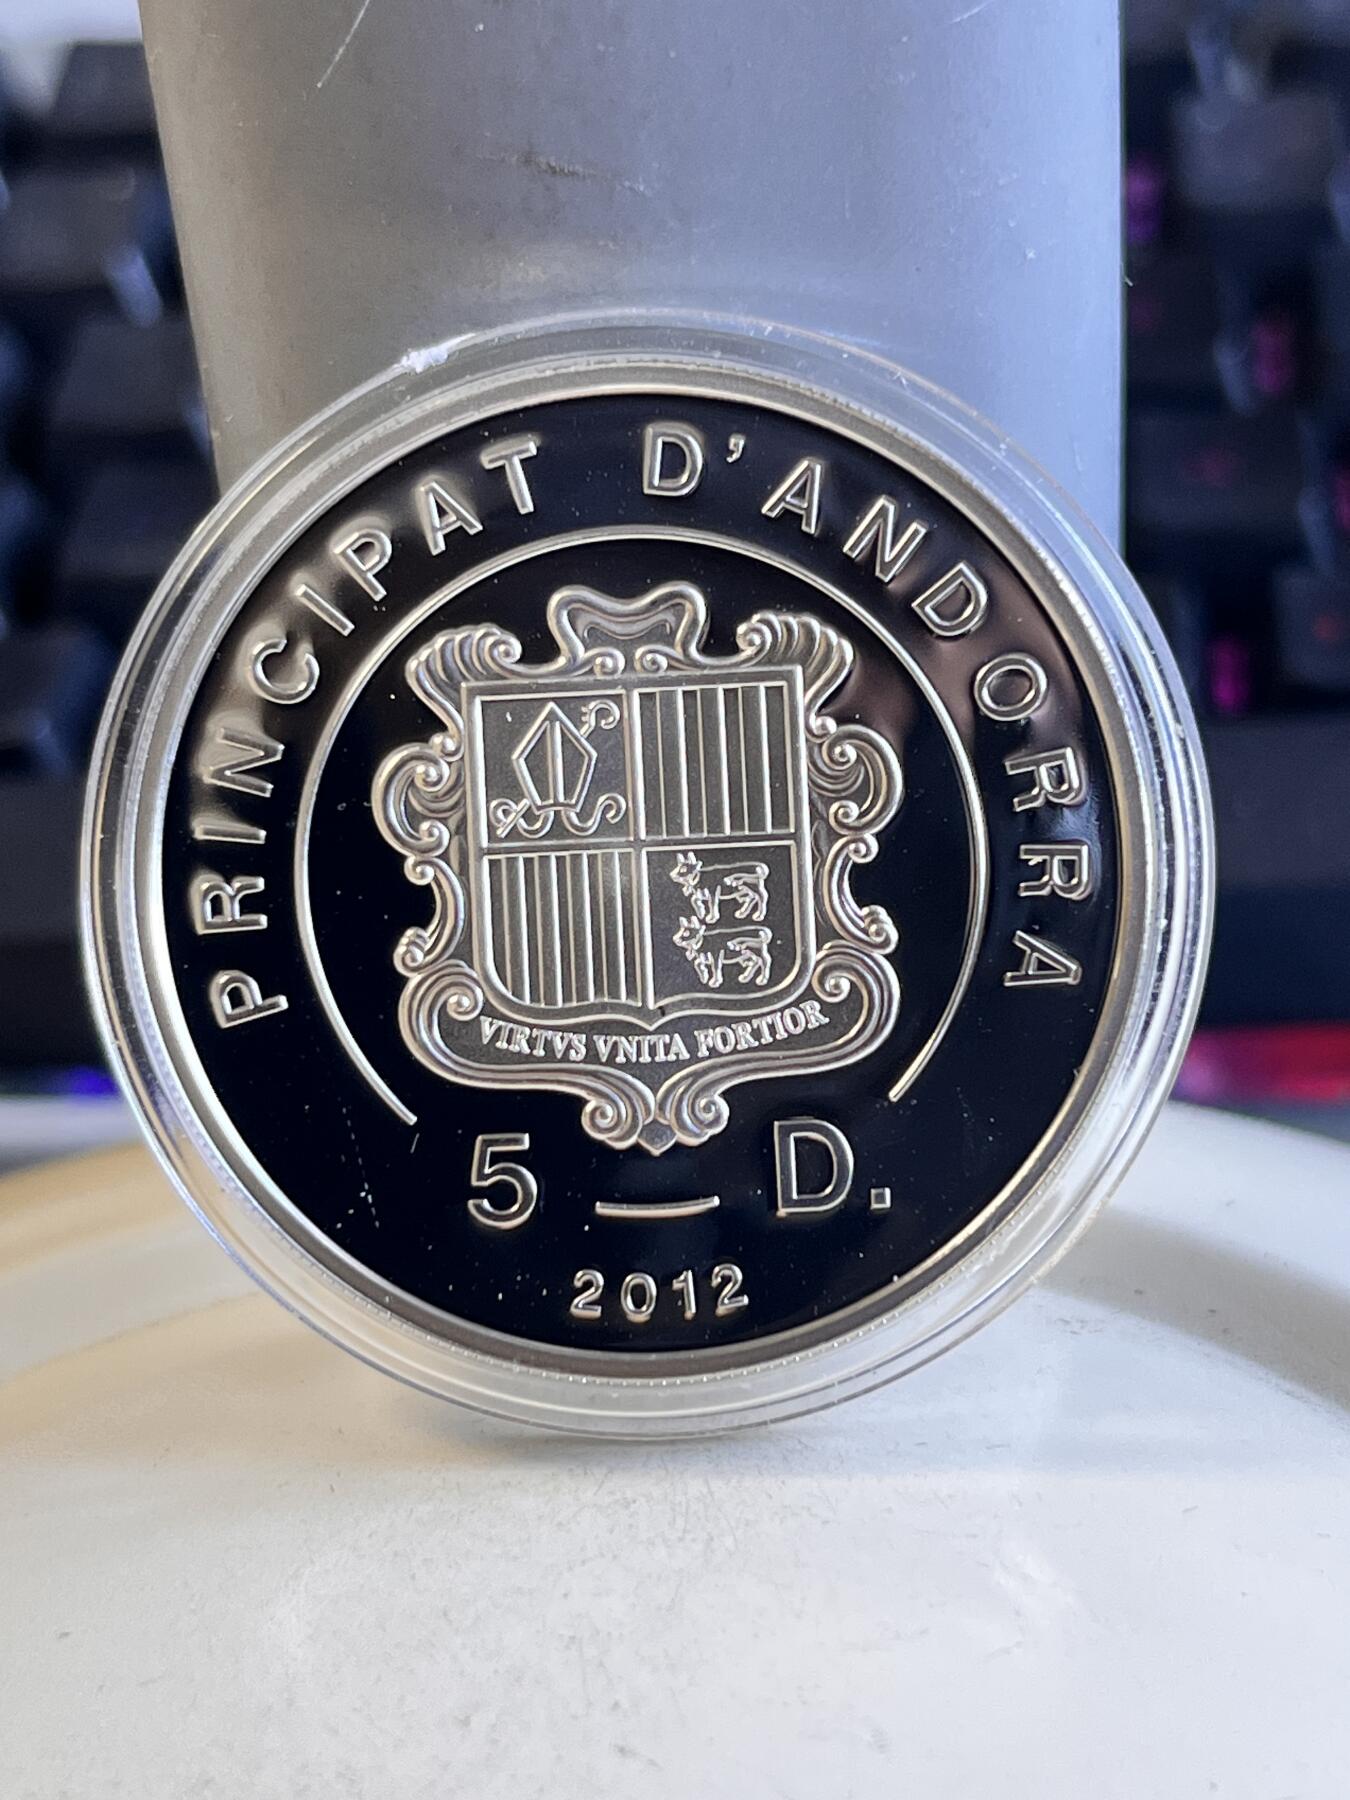 PRINCIPAT D'ANDORRA
VIRTVS VNITA FORTIOR
5 — D.
2012